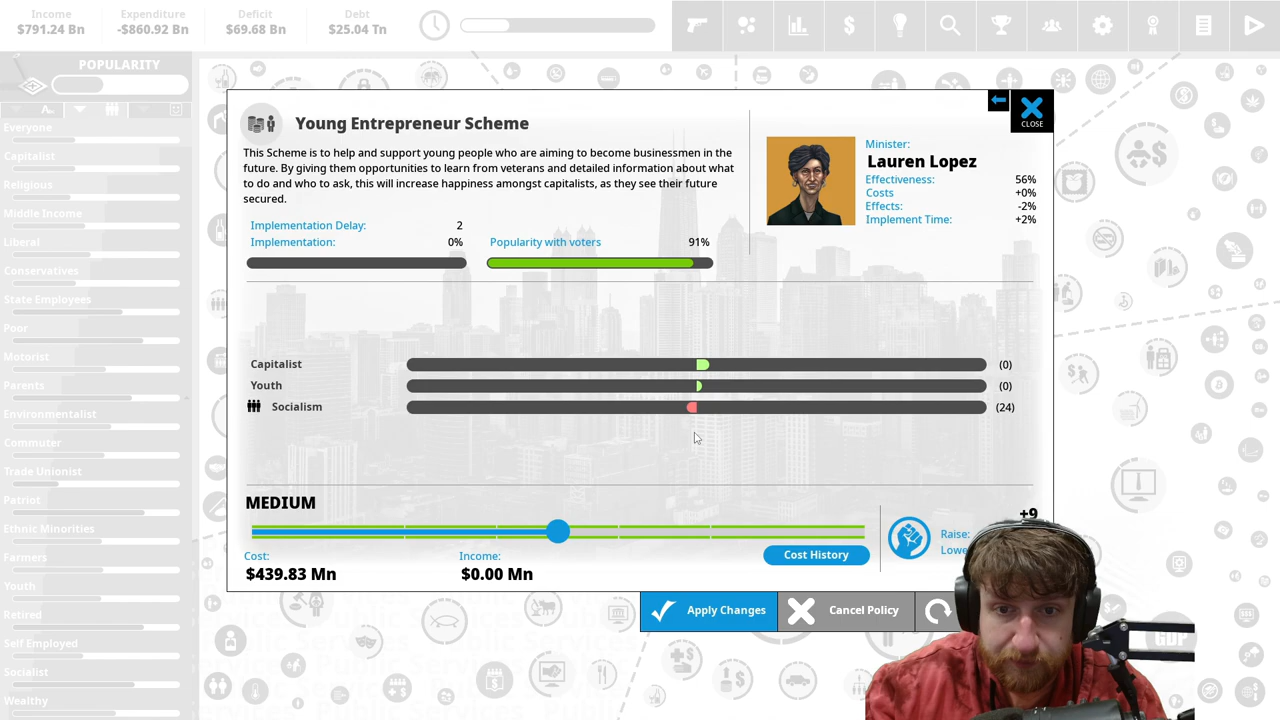 Income
Expenditure
Deficit
Debt
$791.24 Bn
-$860.92 Bn
$69.68 Bn
$25.04 Tn
POPULARITY
Everyone
Capitalist
Religious
Middle Income
Liberal
Conservatives
State Employees
Poor
Motorist
Parents
Environmentalist
Commuter
Trade Unionist
Patriot
Ethnic Minorities
Farmers
Youth
Retired
Self Employed
Socialist
Wealthy
Young Entrepreneur Scheme
CLOSE
This Scheme is to help and support young people who are aiming to become businessmen in the
future. By giving them opportunities to learn from veterans and detailed information about what
to do and who to ask, this will increase happiness amongst capitalists, as they see their future
secured.
Minister:
Lauren Lopez
Effectiveness: 56%
Costs +0%
Effects: -2%
Implement Time: +2%
Implementation Delay: 2
Implementation: 0%
Popularity with voters 91%
Capitalist (0)
Youth (0)
Socialism (24)
MEDIUM
+9
Raise:
Cost:
Income:
Cost History
$439.83 Mn
$0.00 Mn
Apply Changes
Cancel Policy
Public Services
GDP